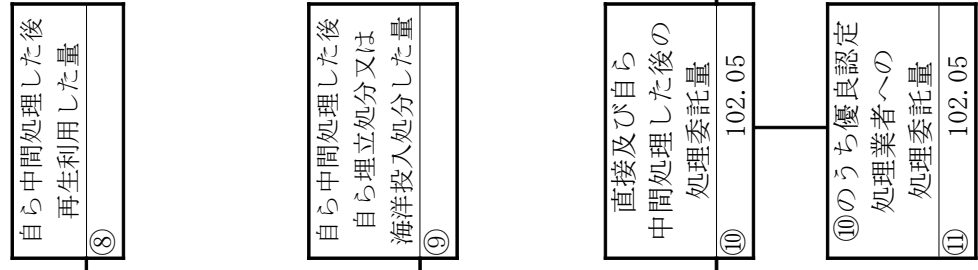 自ら中間処理した後
再生利用した量
⑧
自ら中間処理した後
自ら埋立処分又は
海洋投入処分した量
⑨
直接及び自ら
中間処理した後の
処理委託量
⑩ 102.05
⑩のうち優良認定
処理業者への
処理委託量
⑪ 102.05